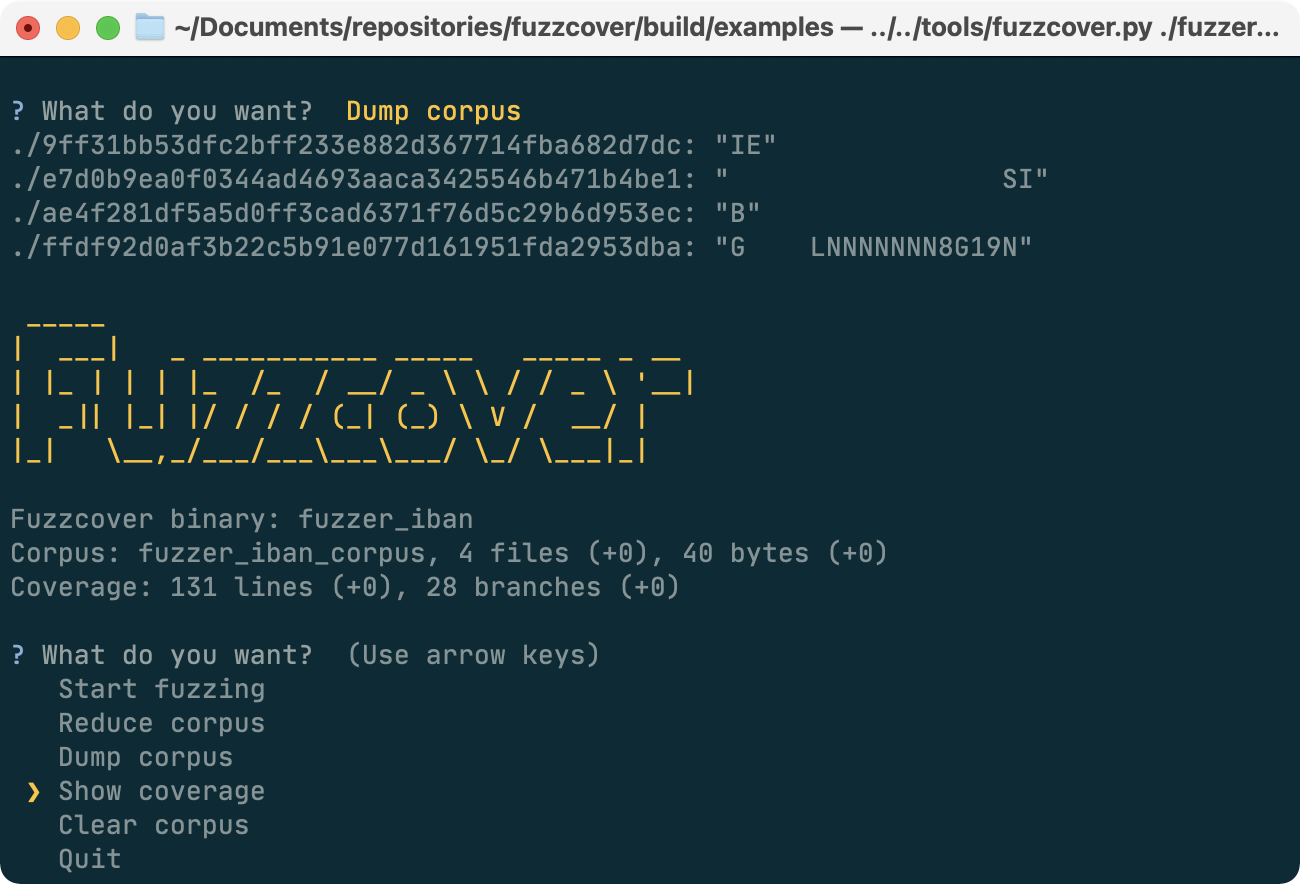 ~/Documents/repositories/fuzzcover/build/examples — ../../tools/fuzzcover.py ./fuzzer...
? What do you want?  Dump corpus
./9ff31bb53dfc2bff233e882d367714fba682d7dc: "IE"
./e7d0b9ea0f0344ad4693aaca3425546b471b4be1: "                 SI"
./ae4f281df5a5d0ff3cad6371f76d5c29b6d953ec: "B"
./ffdf92d0af3b22c5b91e077d161951fda2953dba: "G    LNNNNNNN8G19N"
Fuzzcover
Fuzzcover binary: fuzzer_iban
Corpus: fuzzer_iban_corpus, 4 files (+0), 40 bytes (+0)
Coverage: 131 lines (+0), 28 branches (+0)
? What do you want?  (Use arrow keys)
Start fuzzing
Reduce corpus
Dump corpus
❯ Show coverage
Clear corpus
Quit